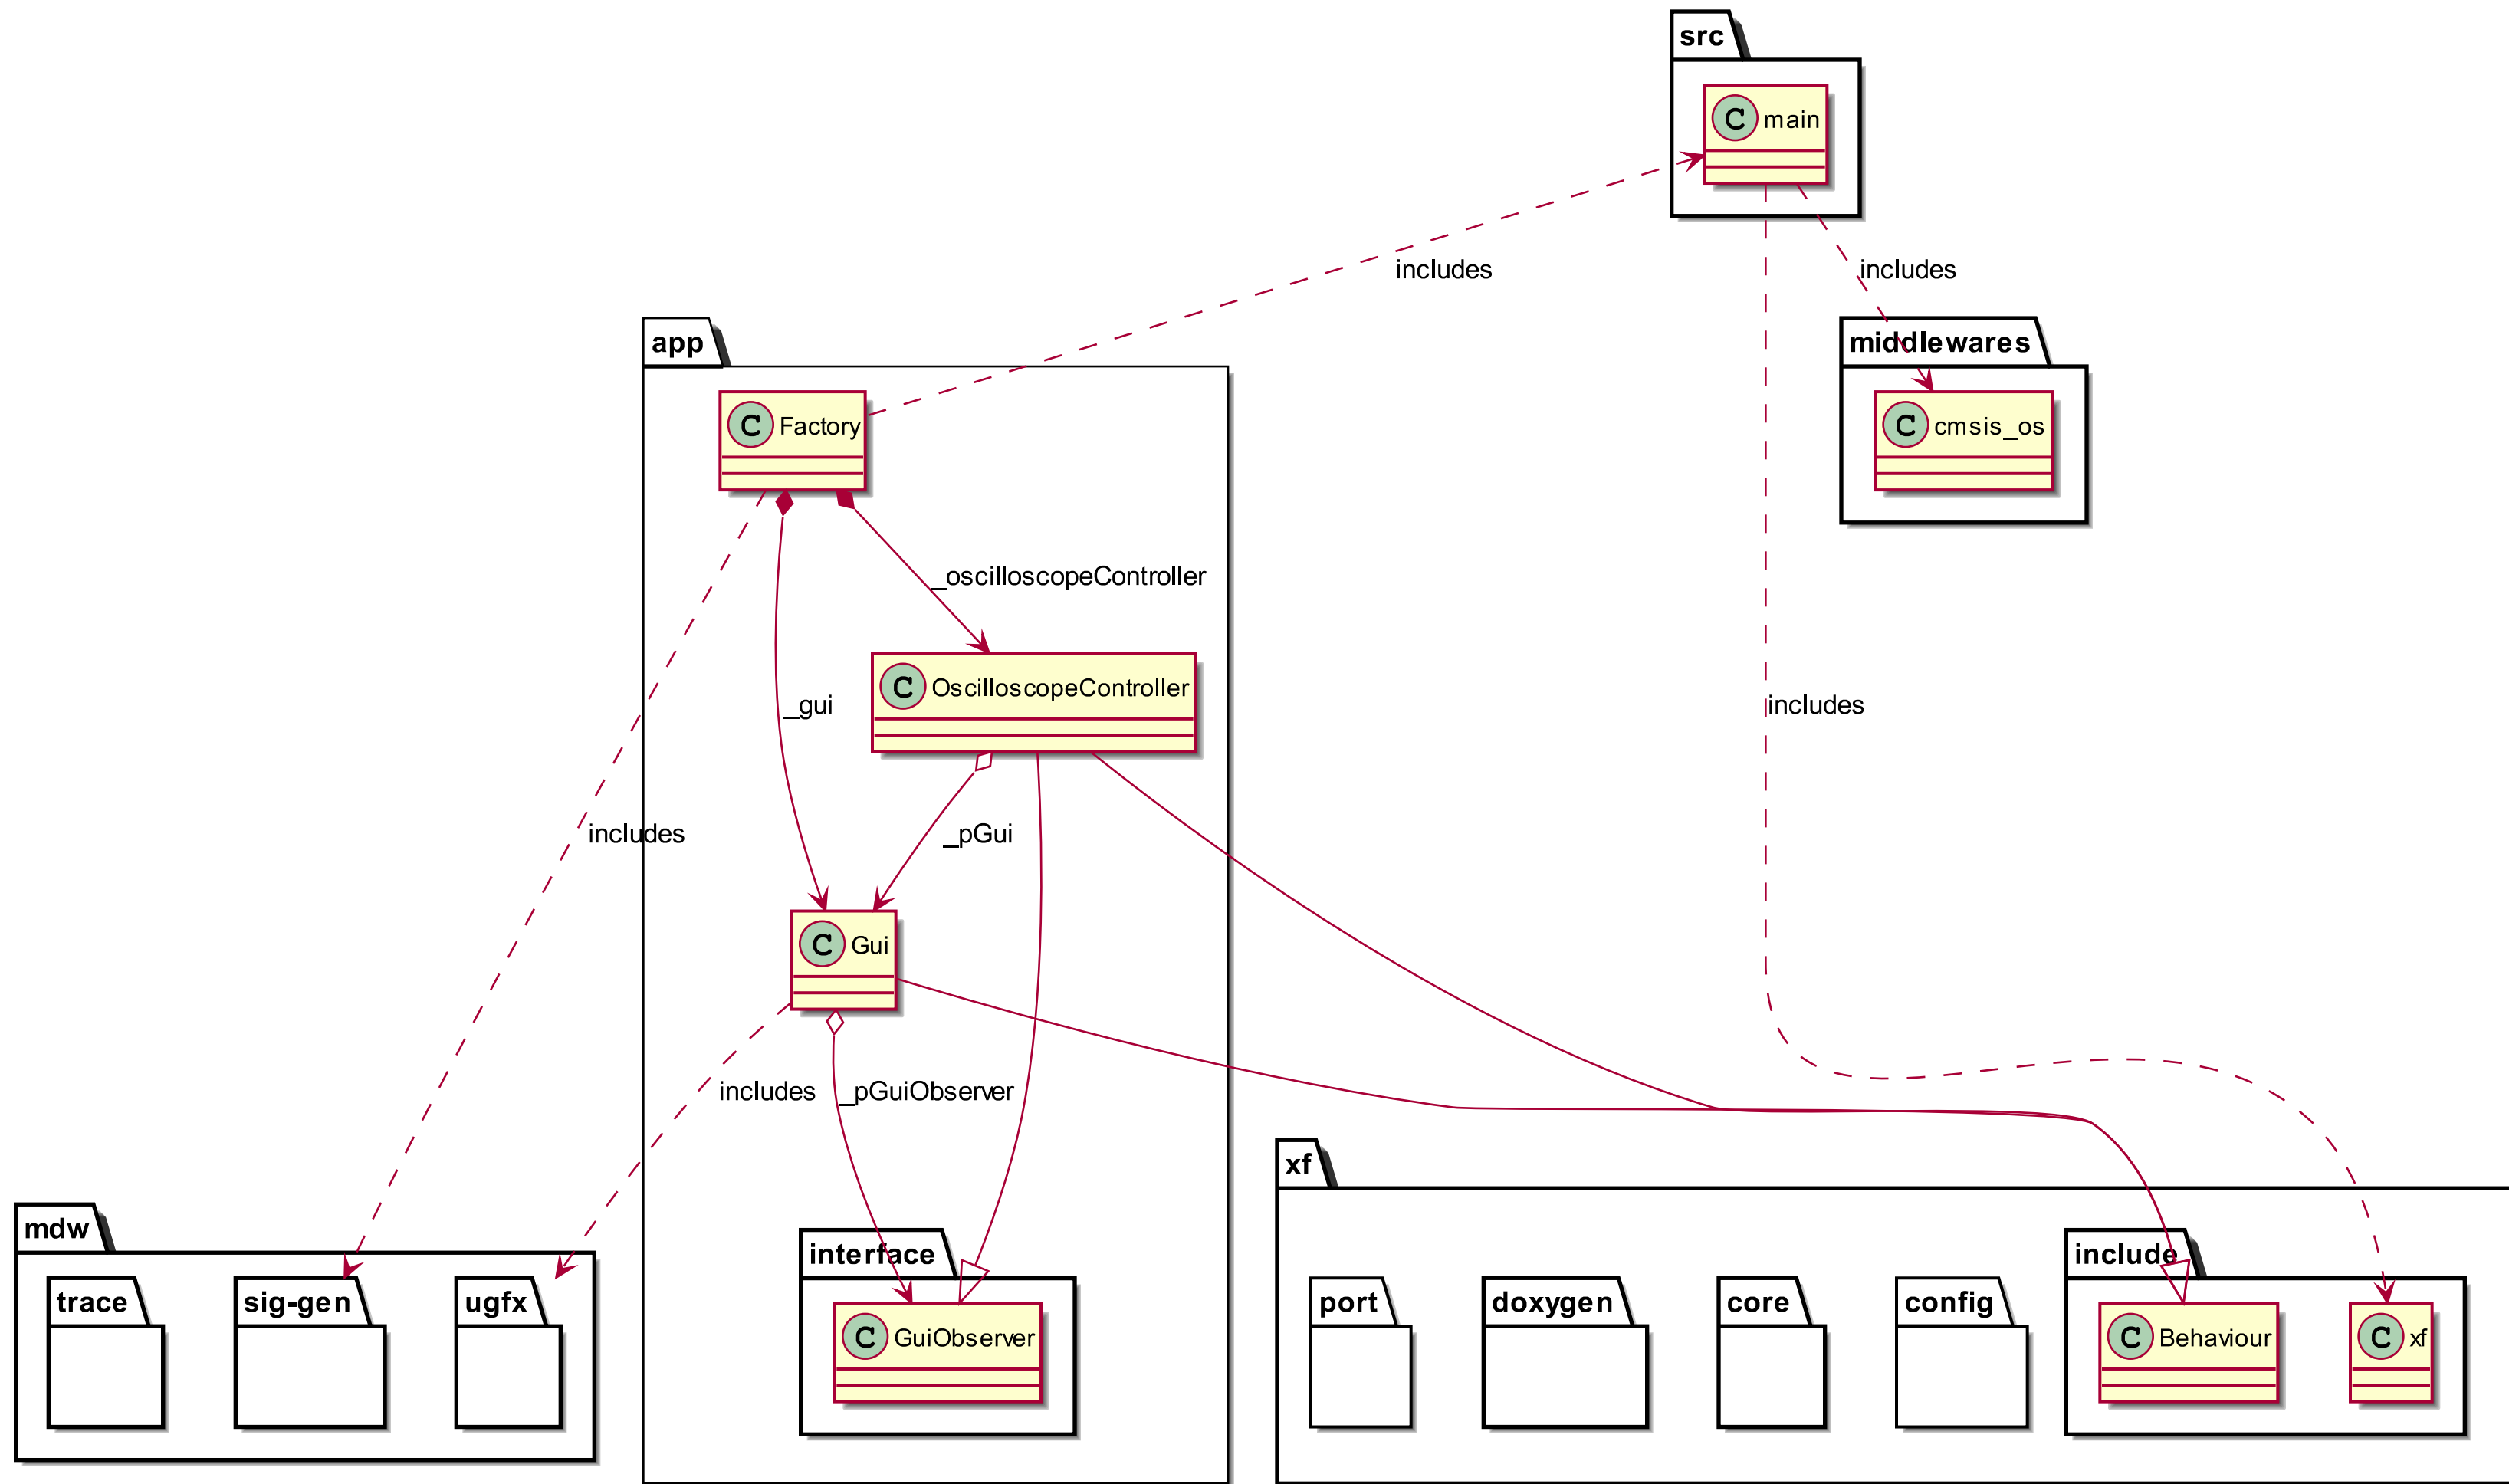 src
C main
includes
includes
app
middlewares
C Factory
C cmsis_os
_oscilloscopeController
C OscilloscopeController
_gui
includes
includes
_pGui
C Gui
includes
_pGuiObserver
xf
mdw
interface
include
trace
sig-gen
ugfx
port
doxygen
core
config
C GuiObserver
C Behaviour
C xf